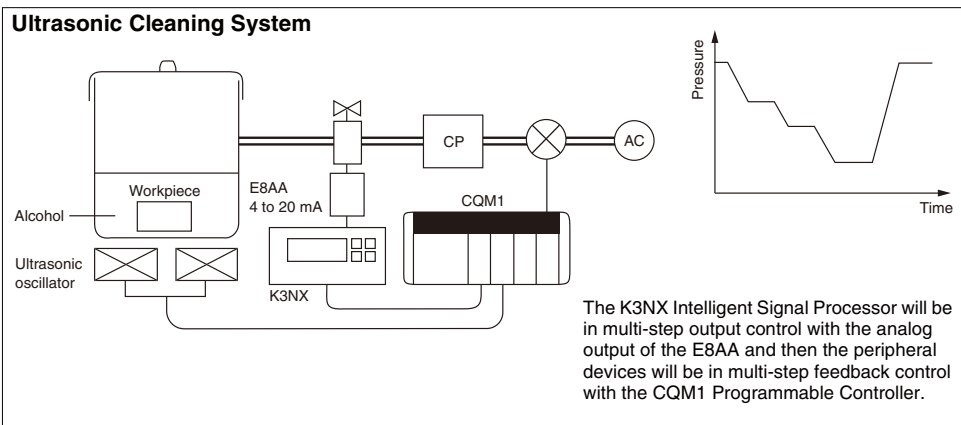 Ultrasonic Cleaning System
Pressure
Time
CP
AC
E8AA
4 to 20 mA
CQM1
Workpiece
Alcohol
Ultrasonic
oscillator
K3NX
The K3NX Intelligent Signal Processor will be
in multi-step output control with the analog
output of the E8AA and then the peripheral
devices will be in multi-step feedback control
with the CQM1 Programmable Controller.